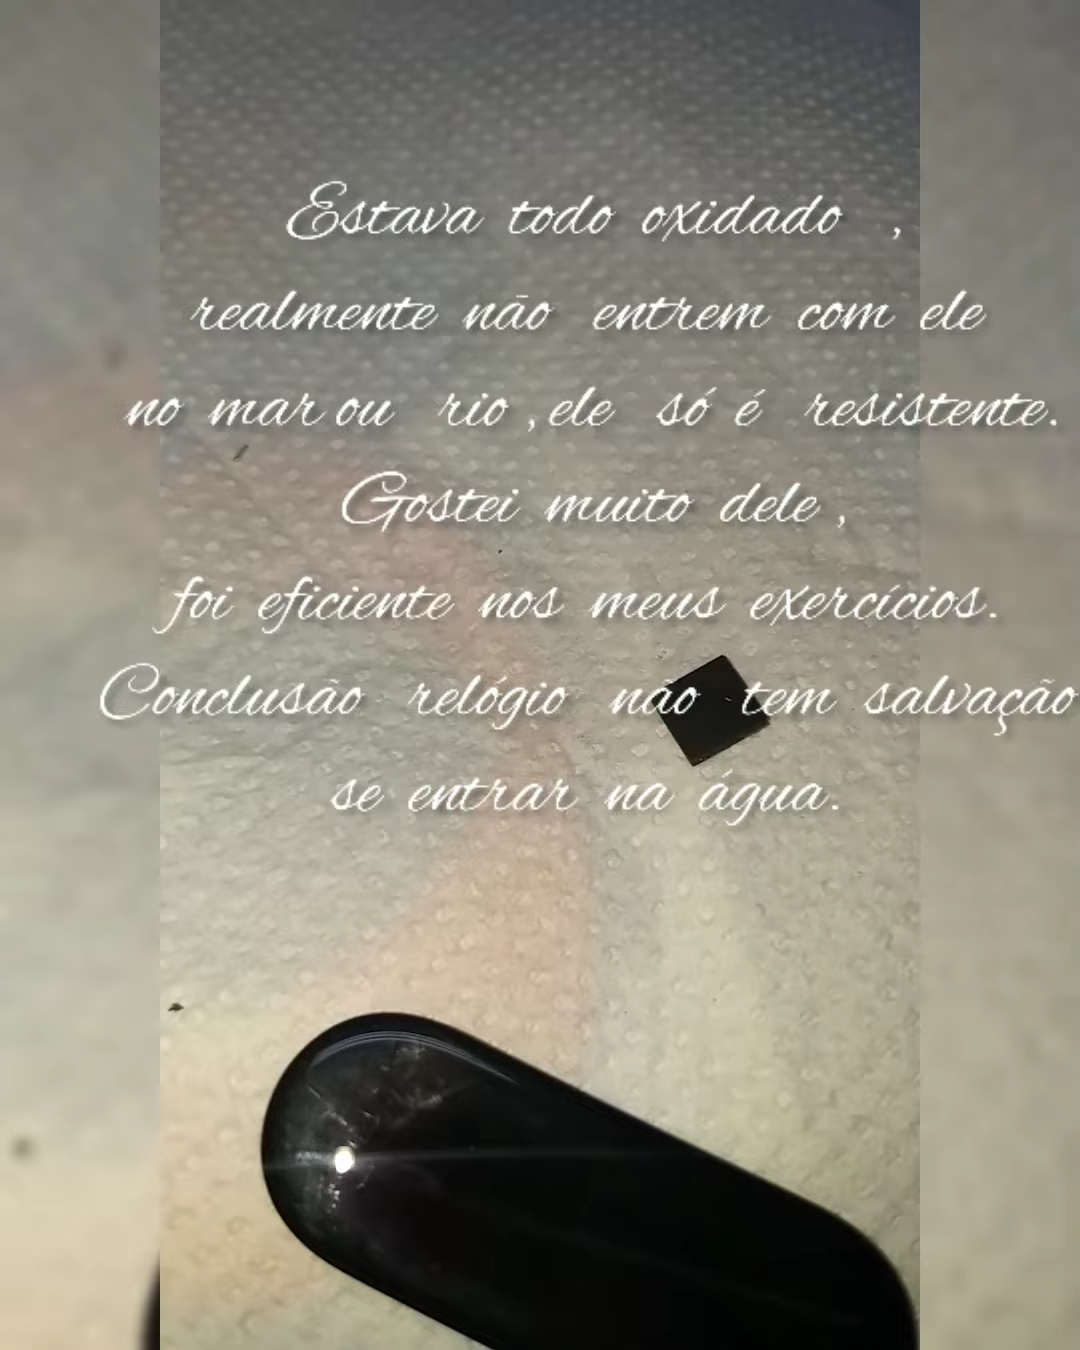 Estava todo oxidado ,
realmente não entrem com ele
no mar ou rio , ele só é resistente.
Gostei muito dele ,
foi eficiente nos meus exercícios.
Conclusão relógio não tem salvação
se entrar na água.